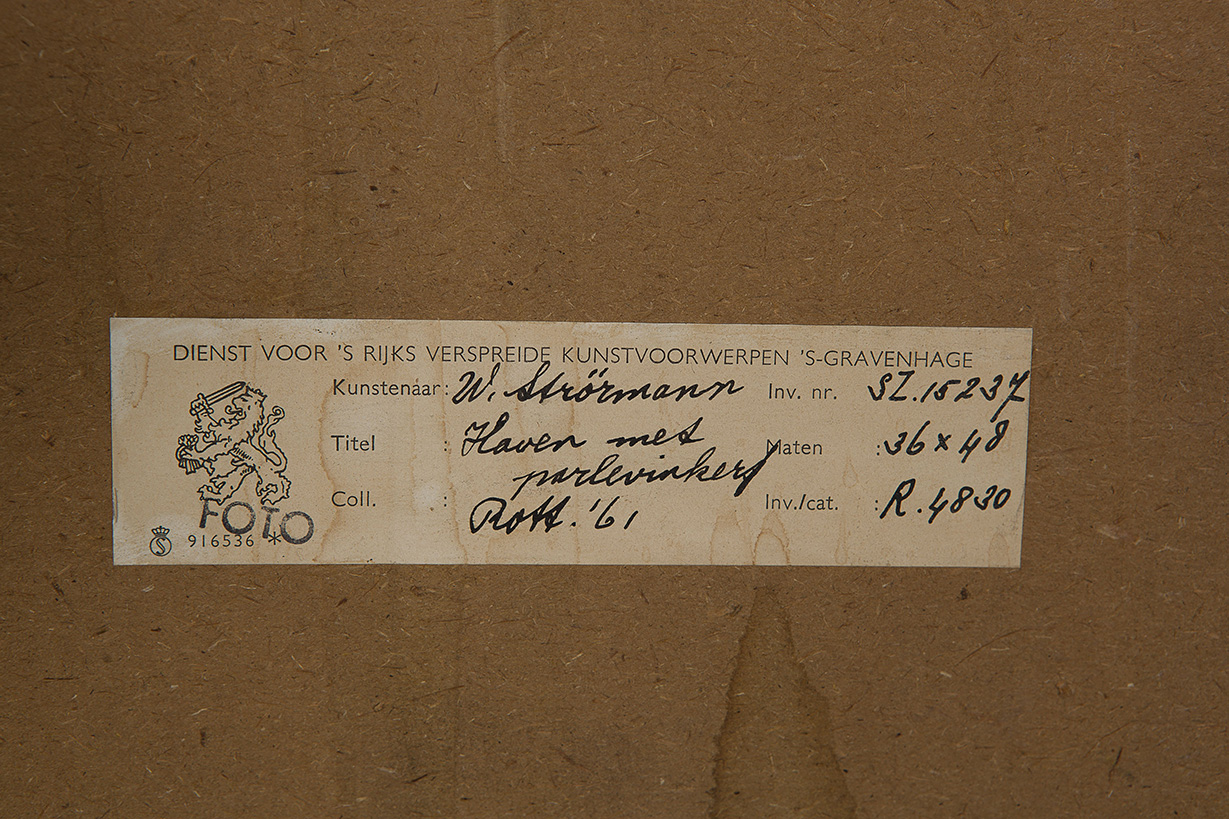 DIENST VOOR 'S RIJKS VERSPREIDE KUNSTVOORWERPEN 'S-GRAVENHAGE
Kunstenaar: W. Strörmann Inv. nr. SZ.15237
Titel : Haven met Maten : 36 x 48
parlevinkers
Coll. : Rott. '61 Inv./cat. : R. 4830
FOTO
S 916536 *